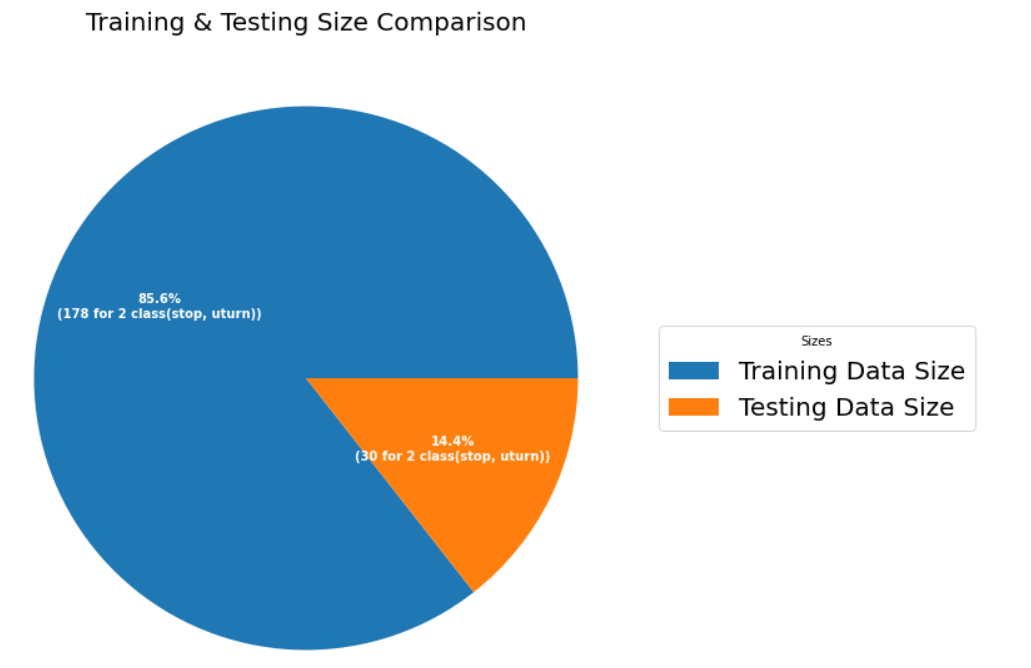 Training & Testing Size Comparison
85.6%
(178 for 2 class(stop, uturn))
14.4%
(30 for 2 class(stop, uturn))
Sizes
Training Data Size
Testing Data Size